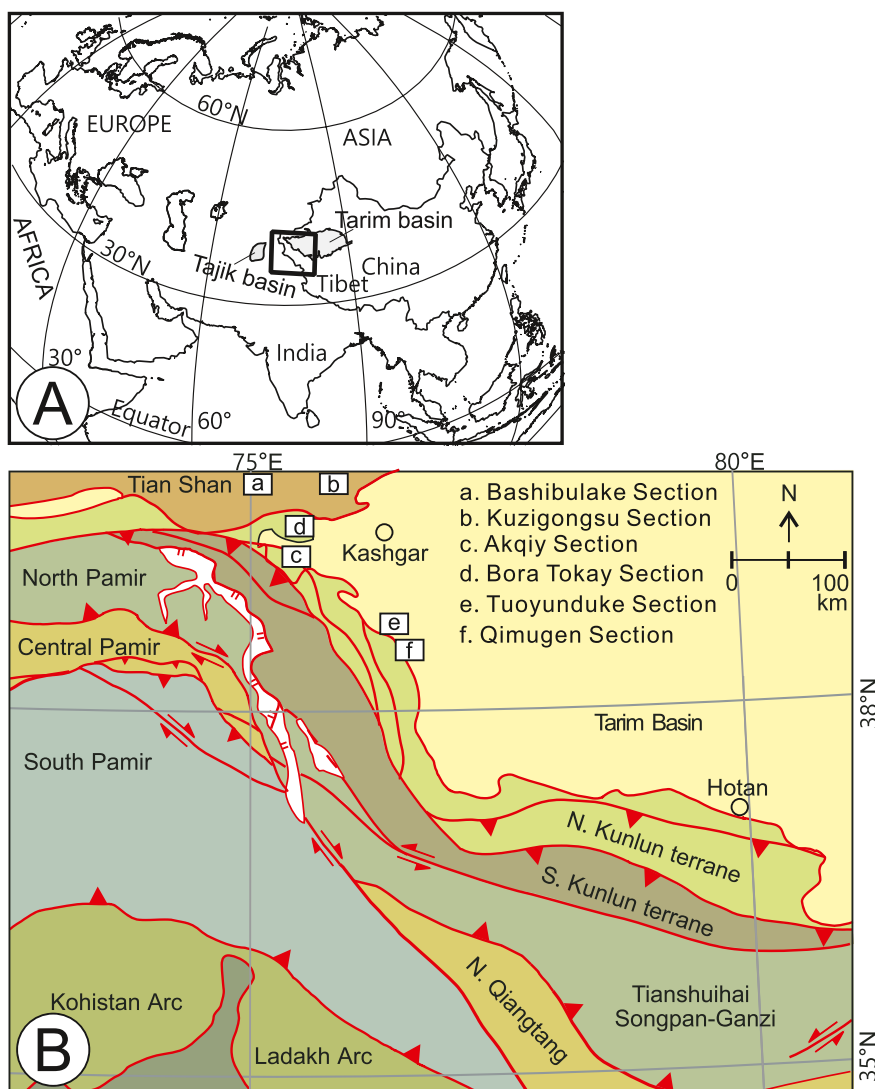 60°N
EUROPE
ASIA
AFRICA
Tarim basin
30°N
Tajik basin
China
Tibet
India
30°
A
Equator
60°
90°
75°E
80°E
Tian Shan
a
b
a. Bashibulake Section
b. Kuzigongsu Section
c. Akqiy Section
d. Bora Tokay Section
e. Tuoyunduke Section
f. Qimugen Section
N
0
100
km
d
c
Kashgar
North Pamir
e
f
Central Pamir
38°N
Tarim Basin
South Pamir
Hotan
N. Kunlun terrane
S. Kunlun terrane
N. Qiangtang
Tianshuihai
Songpan-Ganzi
Kohistan Arc
Ladakh Arc
B
35°N